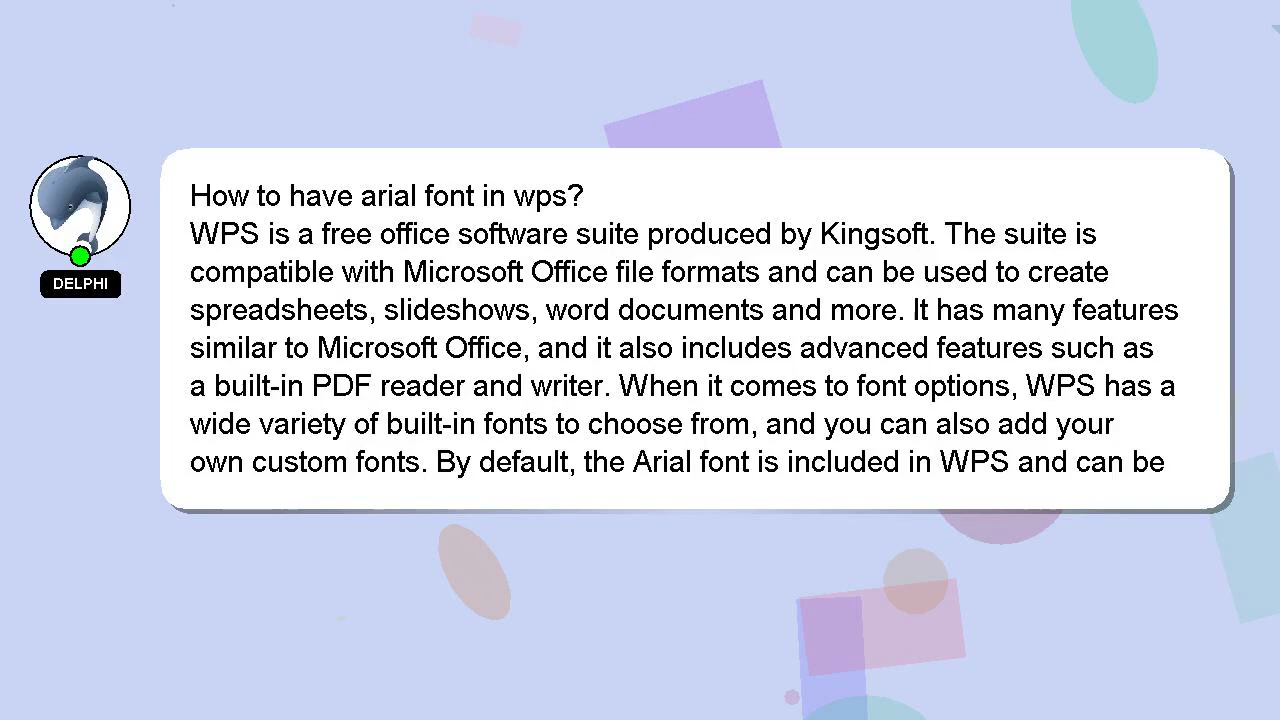 How to have arial font in wps?
WPS is a free office software suite produced by Kingsoft. The suite is
compatible with Microsoft Office file formats and can be used to create
spreadsheets, slideshows, word documents and more. It has many features
similar to Microsoft Office, and it also includes advanced features such as
a built-in PDF reader and writer. When it comes to font options, WPS has a
wide variety of built-in fonts to choose from, and you can also add your
own custom fonts. By default, the Arial font is included in WPS and can be
DELPHI